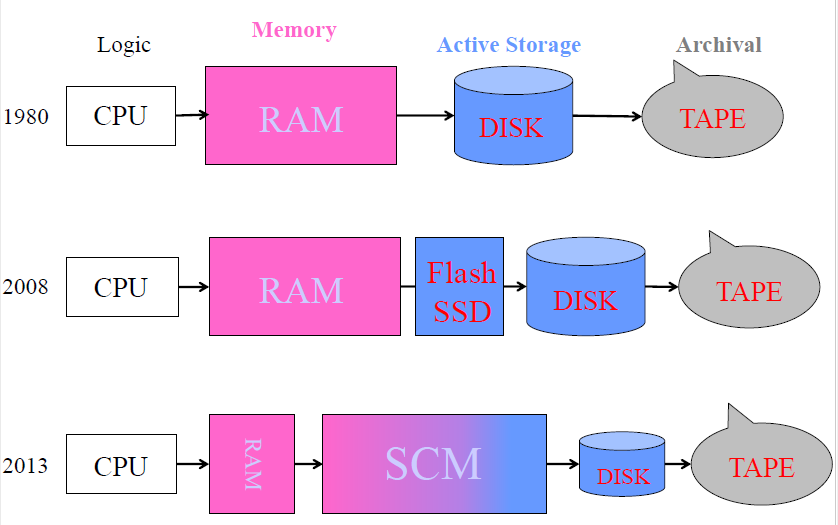 Logic
Memory
Active Storage
Archival
1980
CPU
RAM
DISK
TAPE
2008
CPU
RAM
Flash
SSD
DISK
TAPE
2013
CPU
RAM
SCM
DISK
TAPE